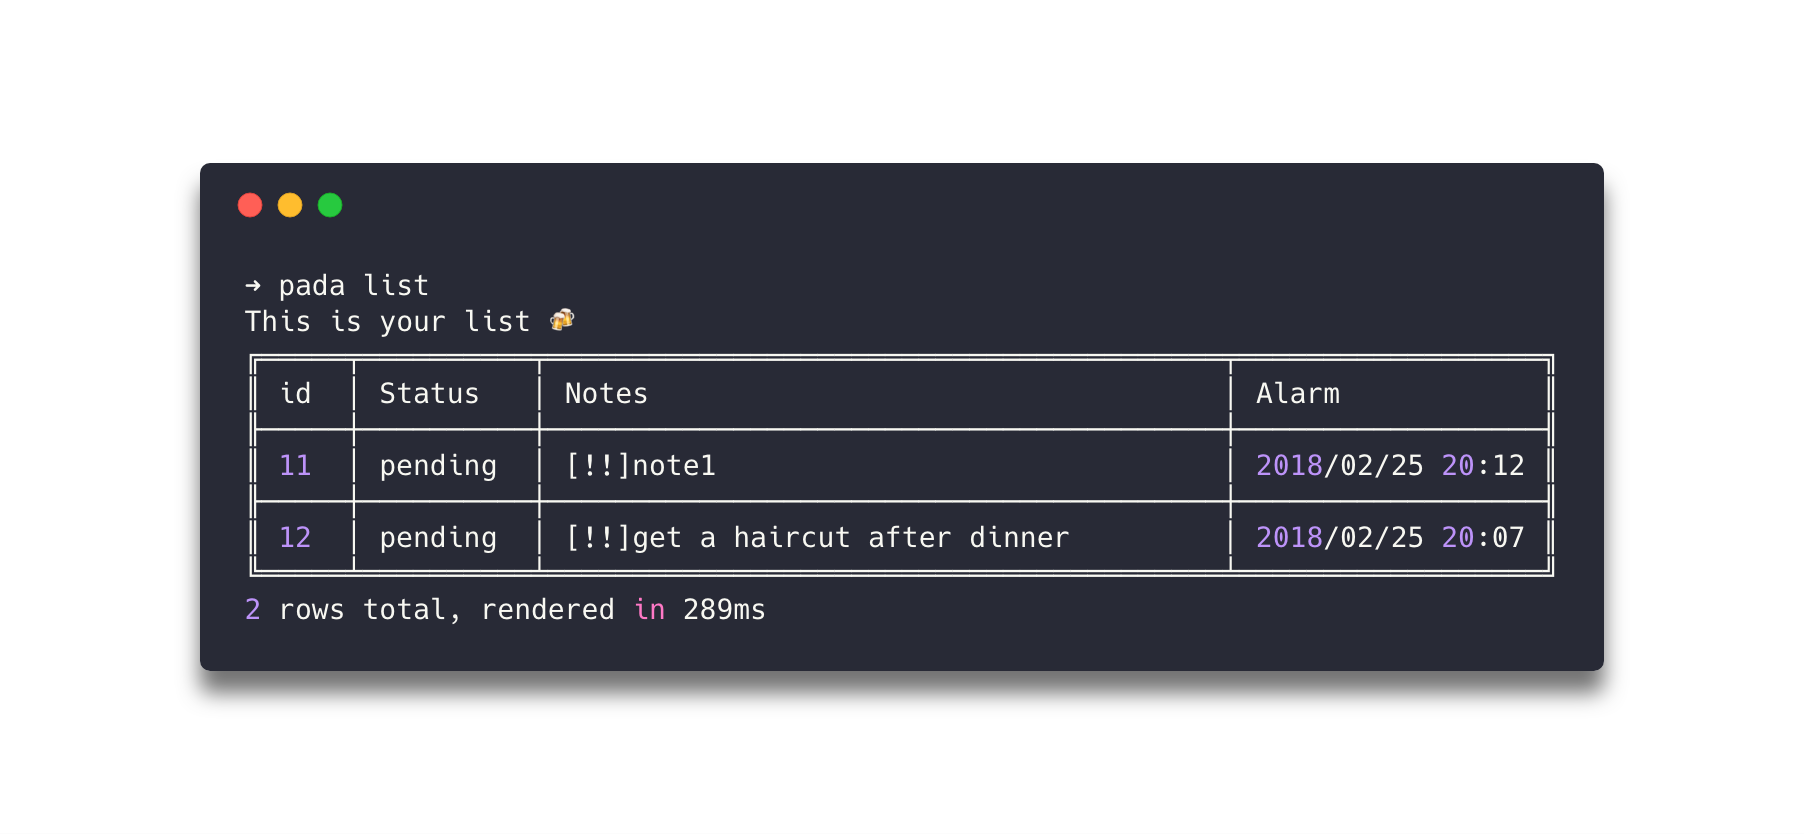 ➜ pada list
This is your list 🍻
id Status Notes Alarm
11 pending [!!]note1 2018/02/25 20:12
12 pending [!!]get a haircut after dinner 2018/02/25 20:07
2 rows total, rendered in 289ms